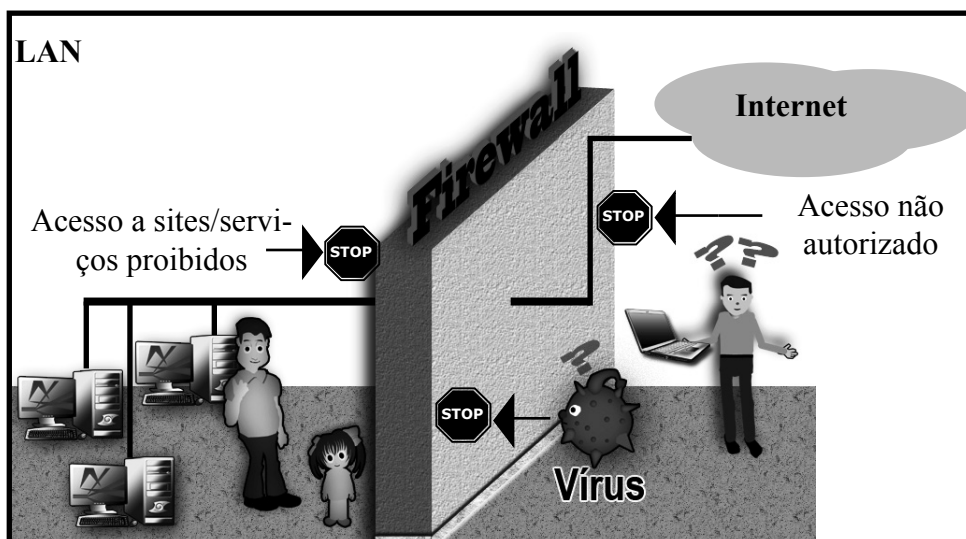 LAN
Firewall
Internet
Acesso a sites/servi-
ços proibidos
STOP
STOP
Acesso não
autorizado
? ?
?
STOP
Vírus